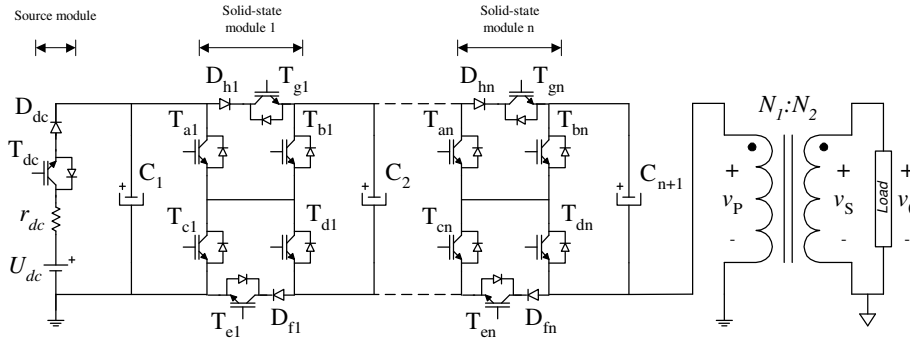 Source module
Solid-state module 1
Solid-state module n
D_h1
T_g1
D_hn
T_gn
D_dc
T_a1
T_b1
T_an
T_bn
N_1:N_2
T_dc
+
C_1
+
C_2
+
C_n+1
+
v_P
-
+
v_S
-
Load
+
-
r_dc
T_c1
T_d1
T_cn
T_dn
U_dc
+
T_e1
D_f1
T_en
D_fn